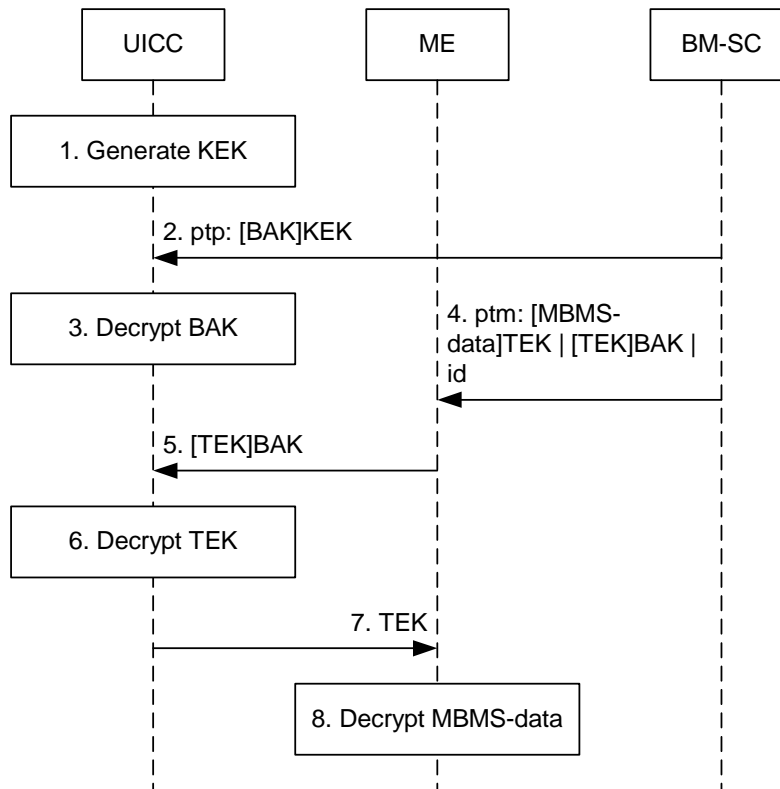 UICC
ME
BM-SC
1. Generate KEK
2. ptp: [BAK]KEK
3. Decrypt BAK
4. ptm: [MBMS-
data]TEK | [TEK]BAK |
id
5. [TEK]BAK
6. Decrypt TEK
7. TEK
8. Decrypt MBMS-data